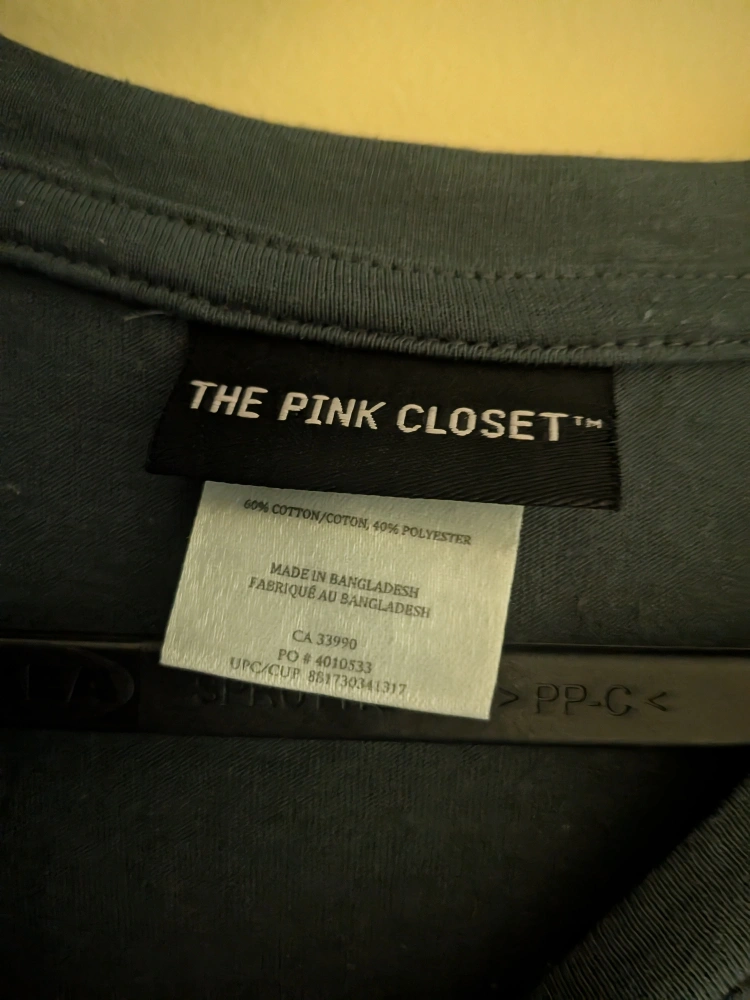 THE PINK CLOSET™
60% COTTON/COTON, 40% POLYESTER
MADE IN BANGLADESH
FABRIQUÉ AU BANGLADESH
CA 33990
PO # 4010533
UPC/CUP 881730341317
> PP-C <